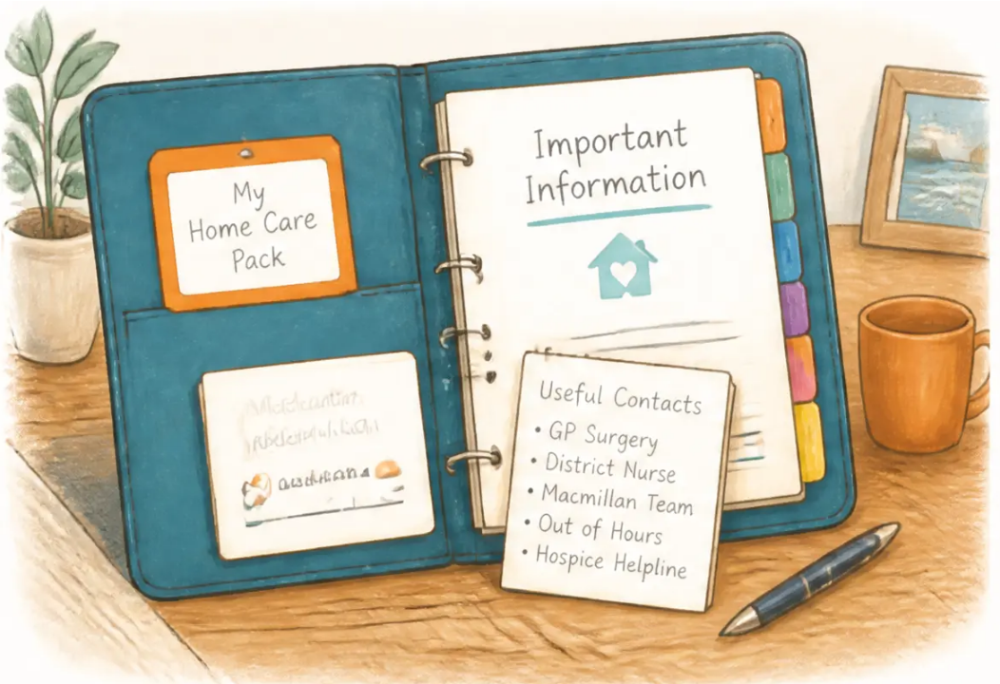 My
Home Care
Pack
Important
Information
Useful Contacts
• GP Surgery
• District Nurse
• Macmillan Team
• Out of Hours
• Hospice Helpline